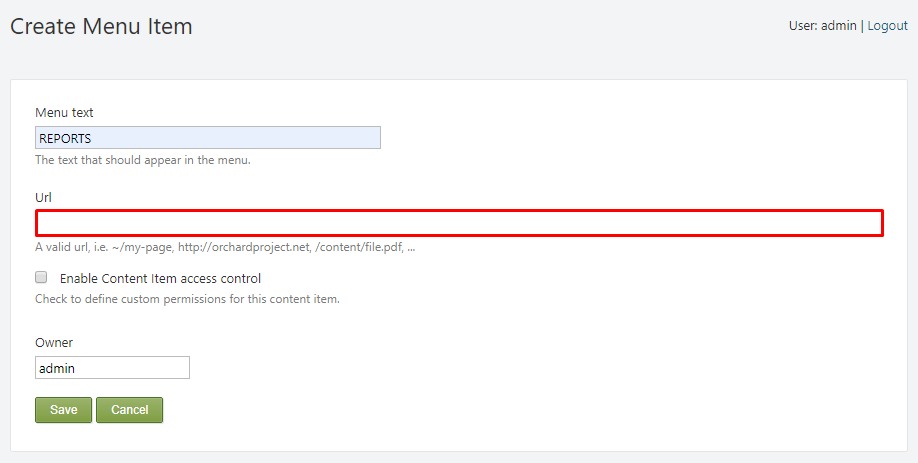 Create Menu Item
User: admin | Logout
Menu text
REPORTS
The text that should appear in the menu.
Url
A valid url, i.e. ~/my-page, http://orchardproject.net, /content/file.pdf, ...
Enable Content Item access control
Check to define custom permissions for this content item.
Owner
admin
Save Cancel